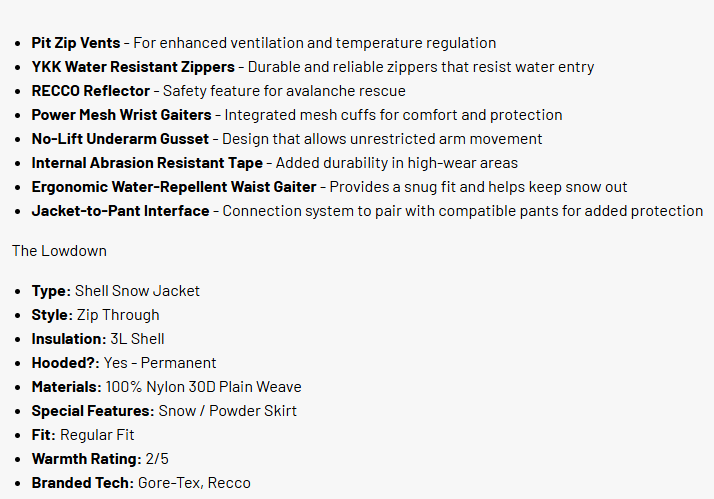 Pit Zip Vents - For enhanced ventilation and temperature regulation
YKK Water Resistant Zippers - Durable and reliable zippers that resist water entry
RECCO Reflector - Safety feature for avalanche rescue
Power Mesh Wrist Gaiters - Integrated mesh cuffs for comfort and protection
No-Lift Underarm Gusset - Design that allows unrestricted arm movement
Internal Abrasion Resistant Tape - Added durability in high-wear areas
Ergonomic Water-Repellent Waist Gaiter - Provides a snug fit and helps keep snow out
Jacket-to-Pant Interface - Connection system to pair with compatible pants for added protection
The Lowdown
Type: Shell Snow Jacket
Style: Zip Through
Insulation: 3L Shell
Hooded?: Yes - Permanent
Materials: 100% Nylon 30D Plain Weave
Special Features: Snow / Powder Skirt
Fit: Regular Fit
Warmth Rating: 2/5
Branded Tech: Gore-Tex, Recco